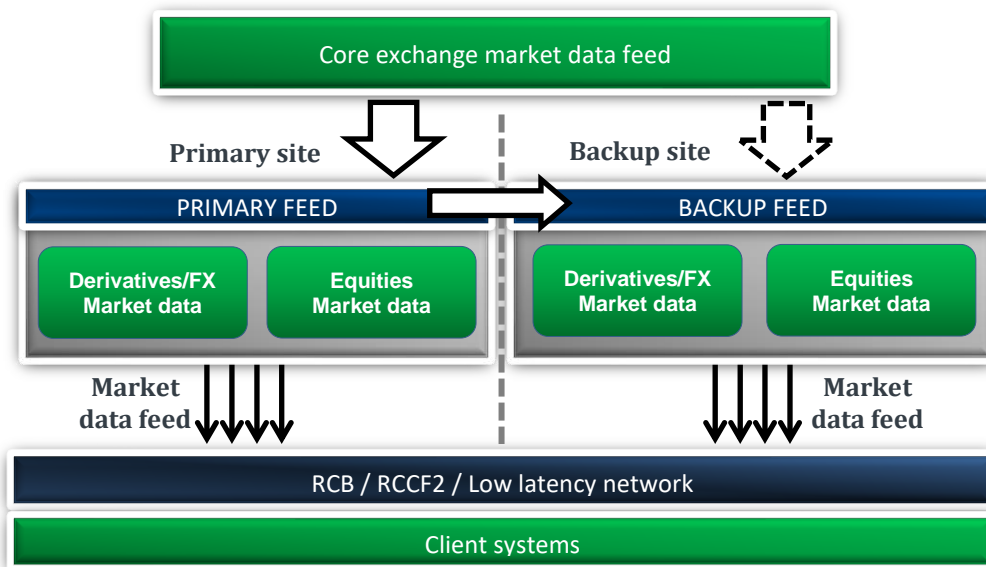 Core exchange market data feed
Primary site
Backup site
PRIMARY FEED
BACKUP FEED
Derivatives/FX
Market data
Equities
Market data
Derivatives/FX
Market data
Equities
Market data
Market
data feed
Market
data feed
RCB / RCCF2 / Low latency network
Client systems